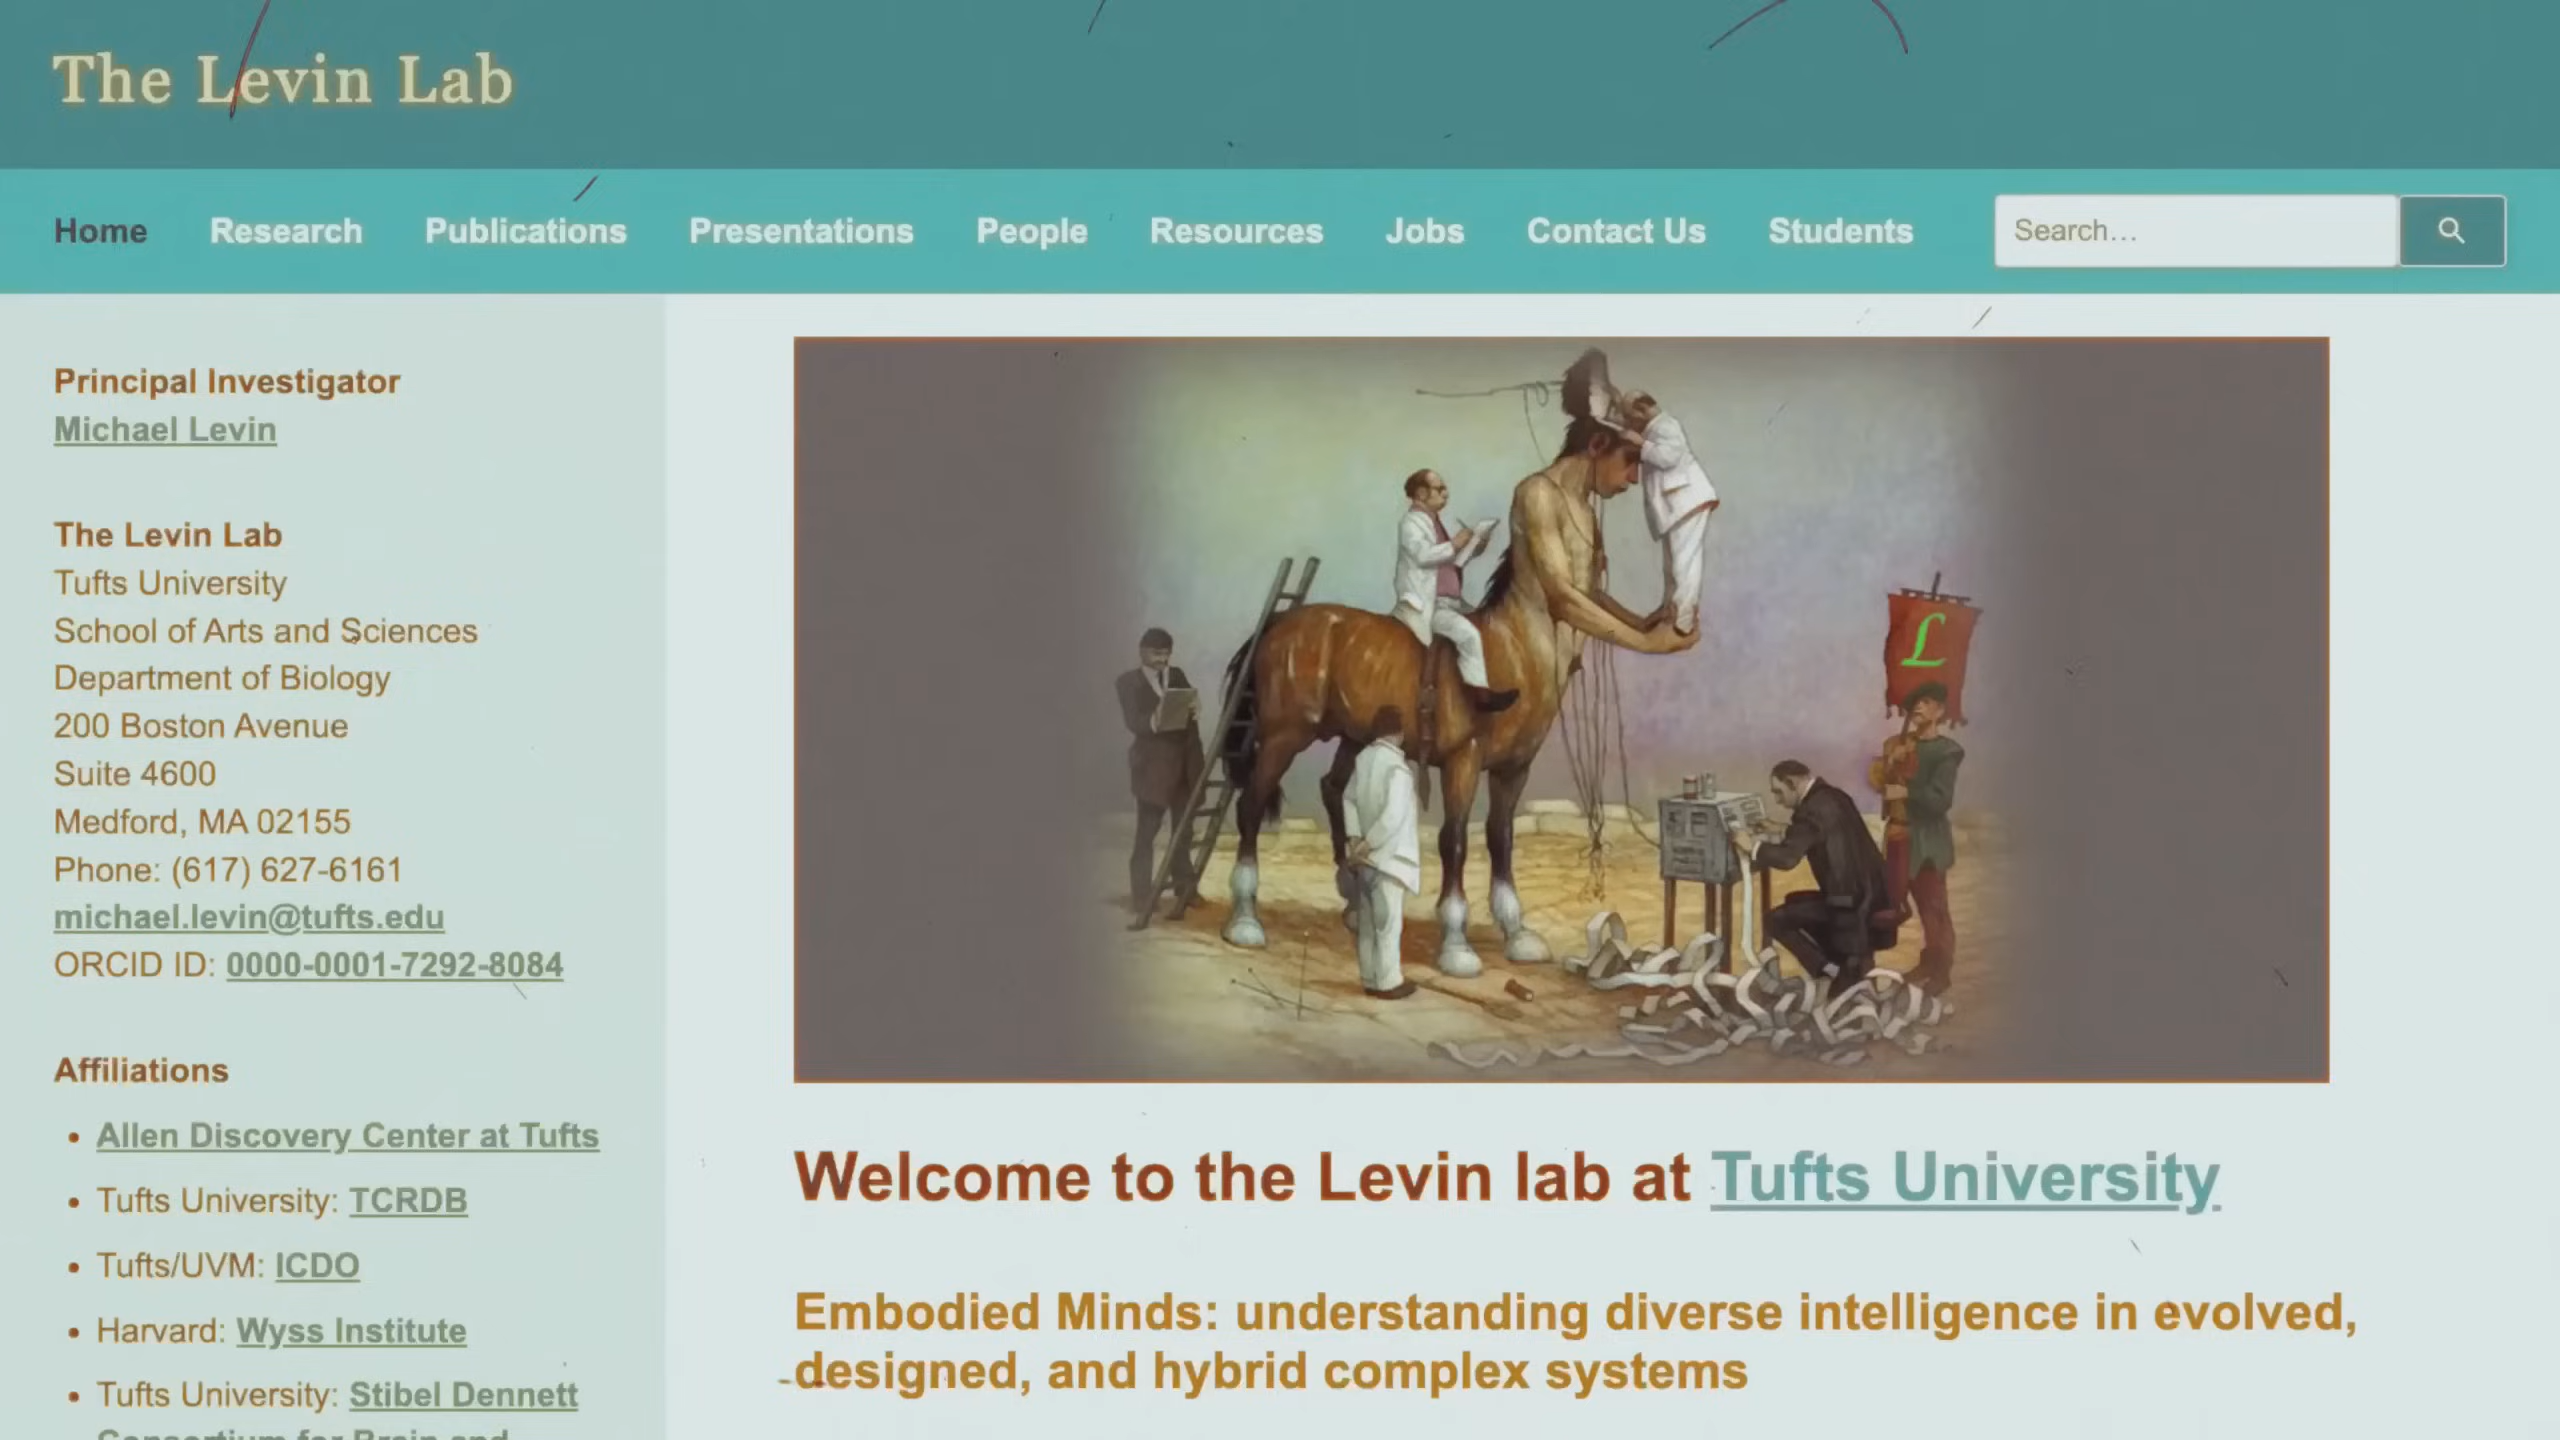 The Levin Lab
Home Research Publications Presentations People Resources Jobs Contact Us Students Search…
Principal Investigator
Michael Levin
The Levin Lab
Tufts University
School of Arts and Sciences
Department of Biology
200 Boston Avenue
Suite 4600
Medford, MA 02155
Phone: (617) 627-6161
michael.levin@tufts.edu
ORCID ID: 0000-0001-7292-8084
Affiliations
• Allen Discovery Center at Tufts
• Tufts University: TCRDB
• Tufts/UVM: ICDO
• Harvard: Wyss Institute
• Tufts University: Stibel Dennett
Consortium for Brain and
L
Welcome to the Levin lab at Tufts University.
Embodied Minds: understanding diverse intelligence in evolved,
designed, and hybrid complex systems